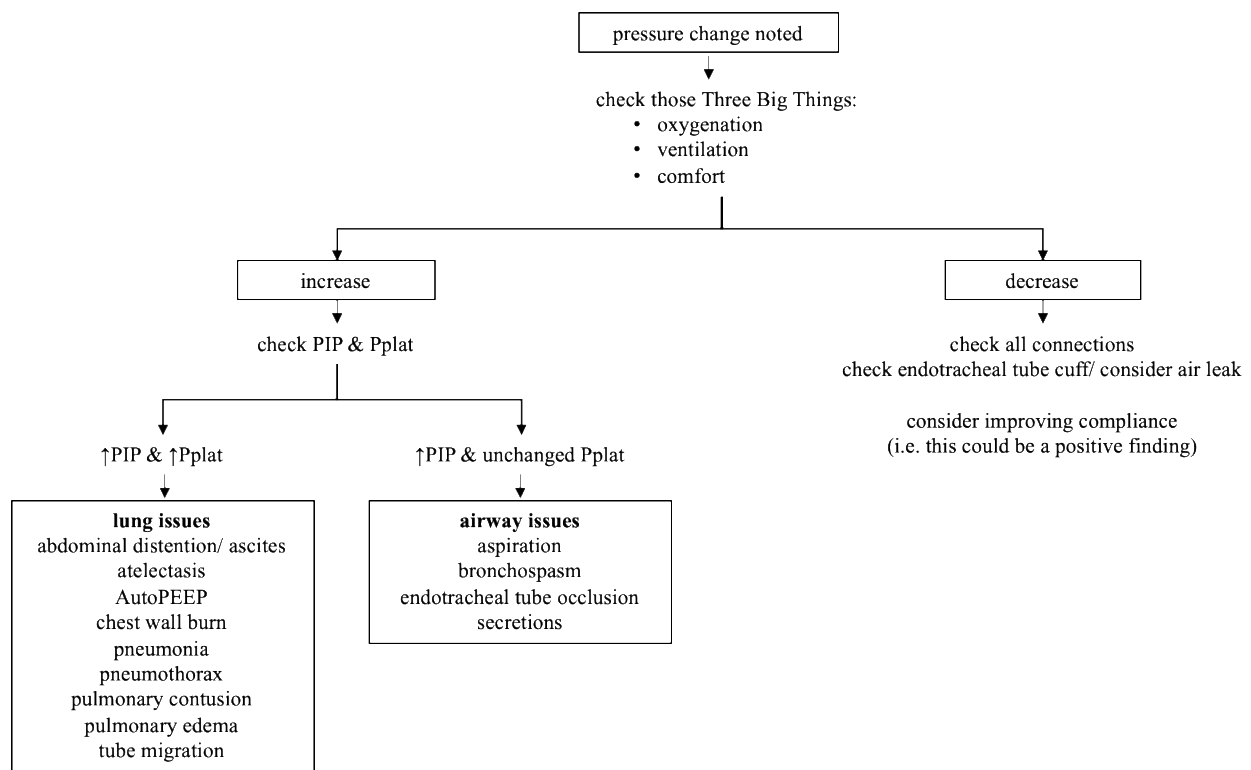 pressure change noted
check those Three Big Things:
• oxygenation
• ventilation
• comfort
increase
check PIP & Pplat
↑PIP & ↑Pplat
lung issues
abdominal distention/ ascites
atelectasis
AutoPEEP
chest wall burn
pneumonia
pneumothorax
pulmonary contusion
pulmonary edema
tube migration
↑PIP & unchanged Pplat
airway issues
aspiration
bronchospasm
endotracheal tube occlusion
secretions
decrease
check all connections
check endotracheal tube cuff/ consider air leak
consider improving compliance
(i.e. this could be a positive finding)